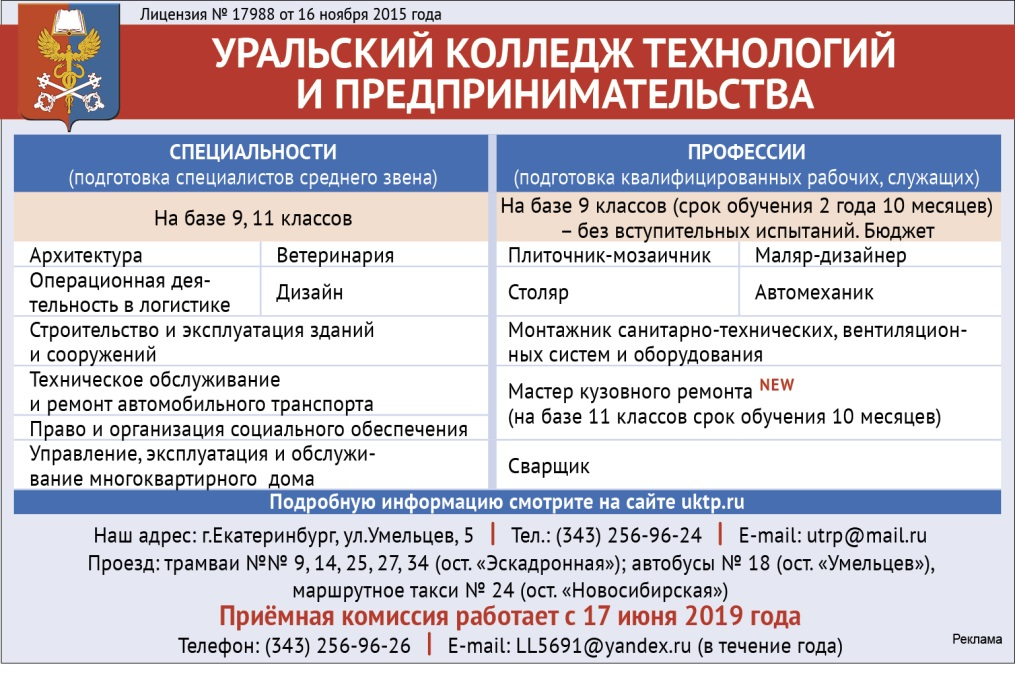 Лицензия № 17988 от 16 ноября 2015 года
УРАЛЬСКИЙ КОЛЛЕДЖ ТЕХНОЛОГИЙ
И ПРЕДПРИНИМАТЕЛЬСТВА
СПЕЦИАЛЬНОСТИ
(подготовка специалистов среднего звена)
На базе 9, 11 классов
Архитектура
Ветеринария
Операционная дея-
тельность в логистике
Дизайн
Строительство и эксплуатация зданий
и сооружений
Техническое обслуживание
и ремонт автомобильного транспорта
Право и организация социального обеспечения
Управление, эксплуатация и обслужи-
вание многоквартирного дома
ПРОФЕССИИ
(подготовка квалифицированных рабочих, служащих)
На базе 9 классов (срок обучения 2 года 10 месяцев)
– без вступительных испытаний. Бюджет
Плиточник-мозаичник
Маляр-дизайнер
Столяр
Автомеханик
Монтажник санитарно-технических, вентиляцион-
ных систем и оборудования
Мастер кузовного ремонта NEW
(на базе 11 классов срок обучения 10 месяцев)
Сварщик
Подробную информацию смотрите на сайте uktp.ru
Наш адрес: г.Екатеринбург, ул.Умельцев, 5 | Тел.: (343) 256-96-24 | E-mail: utrp@mail.ru
Проезд: трамваи №№ 9, 14, 25, 27, 34 (ост. «Эскадронная»); автобусы № 18 (ост. «Умельцев»),
маршрутное такси № 24 (ост. «Новосибирская»)
Приёмная комиссия работает с 17 июня 2019 года
Телефон: (343) 256-96-26 | E-mail: LL5691@yandex.ru (в течение года)
Реклама